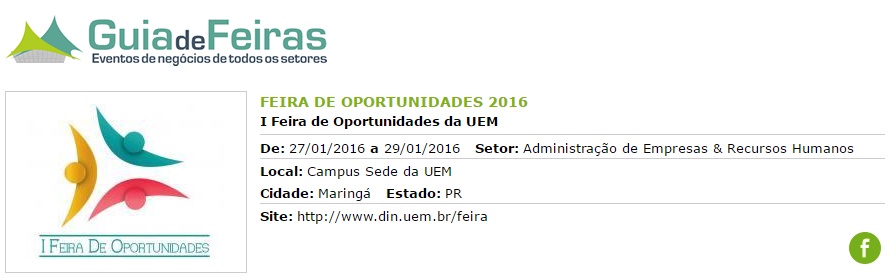 GuiadeFeiras
Eventos de negócios de todos os setores
FEIRA DE OPORTUNIDADES 2016
I Feira de Oportunidades da UEM
De: 27/01/2016 a 29/01/2016 Setor: Administração de Empresas & Recursos Humanos
Local: Campus Sede da UEM
Cidade: Maringá Estado: PR
Site: http://www.din.uem.br/feira
I FEIRA DE OPORTUNIDADES
f